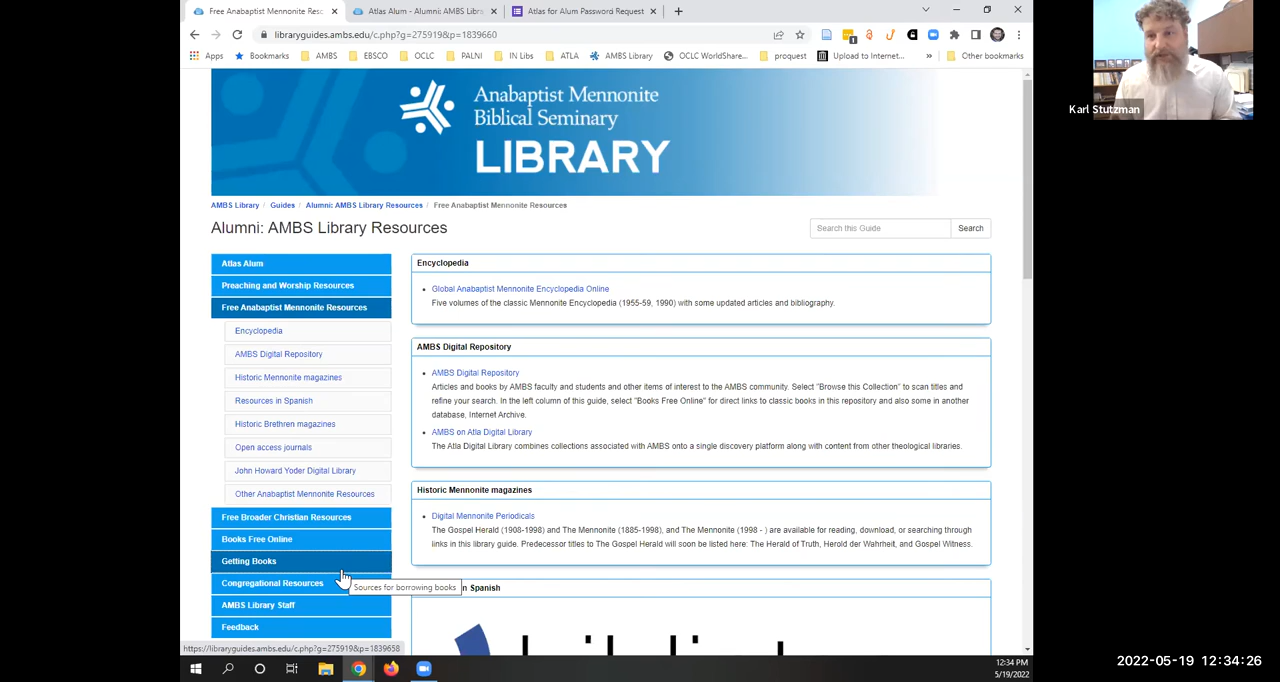 Free Anabaptist Mennonite Reso
Atlas Alum - Alumni: AMBS Libra
Atlas for Alum Password Request
libraryguides.ambs.edu/c.php?g=275919&p=1839660
Apps
Bookmarks
AMBS
EBSCO
OCLC
PALNI
IN Libs
ATLA
AMBS Library
OCLC WorldShare...
proquest
Upload to Internet...
»
Other bookmarks
Anabaptist Mennonite
Biblical Seminary
LIBRARY
AMBS Library / Guides / Alumni: AMBS Library Resources / Free Anabaptist Mennonite Resources
Alumni: AMBS Library Resources
Search this Guide
Search
Atlas Alum
Preaching and Worship Resources
Free Anabaptist Mennonite Resources
Encyclopedia
AMBS Digital Repository
Historic Mennonite magazines
Resources in Spanish
Historic Brethren magazines
Open access journals
John Howard Yoder Digital Library
Other Anabaptist Mennonite Resources
Free Broader Christian Resources
Books Free Online
Getting Books
Congregational Resources
AMBS Library Staff
Feedback
Sources for borrowing books
Encyclopedia
Global Anabaptist Mennonite Encyclopedia Online
Five volumes of the classic Mennonite Encyclopedia (1955-59, 1990) with some updated articles and bibliography.
AMBS Digital Repository
AMBS Digital Repository
Articles and books by AMBS faculty and students and other items of interest to the AMBS community. Select "Browse this Collection" to scan titles and
refine your search. In the left column of this guide, select "Books Free Online" for direct links to classic books in this repository and also some in another
database, Internet Archive.
AMBS on Atla Digital Library
The Atla Digital Library combines collections associated with AMBS onto a single discovery platform along with content from other theological libraries.
Historic Mennonite magazines
Digital Mennonite Periodicals
The Gospel Herald (1908-1998) and The Mennonite (1885-1998), and The Mennonite (1998 - ) are available for reading, download, or searching through
links in this library guide. Predecessor titles to The Gospel Herald will soon be listed here: The Herald of Truth, Herold der Wahrheit, and Gospel Witness.
n Spanish
https://libraryguides.ambs.edu/c.php?g=275919&p=1839658
12:34 PM
5/19/2022
Karl Stutzman
2022-05-19 12:34:26